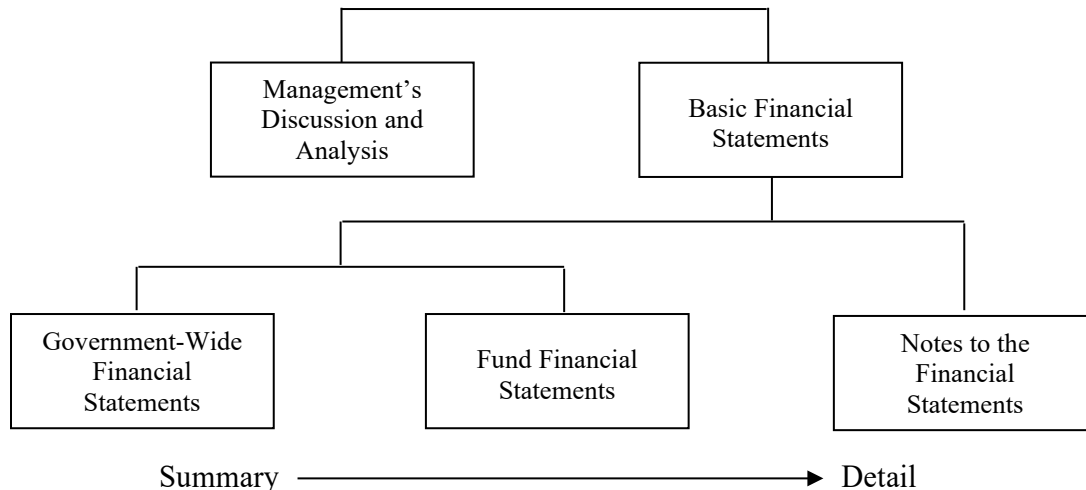 Management’s
Discussion and
Analysis
Basic Financial
Statements
Government-Wide
Financial
Statements
Fund Financial
Statements
Notes to the
Financial
Statements
Summary
Detail